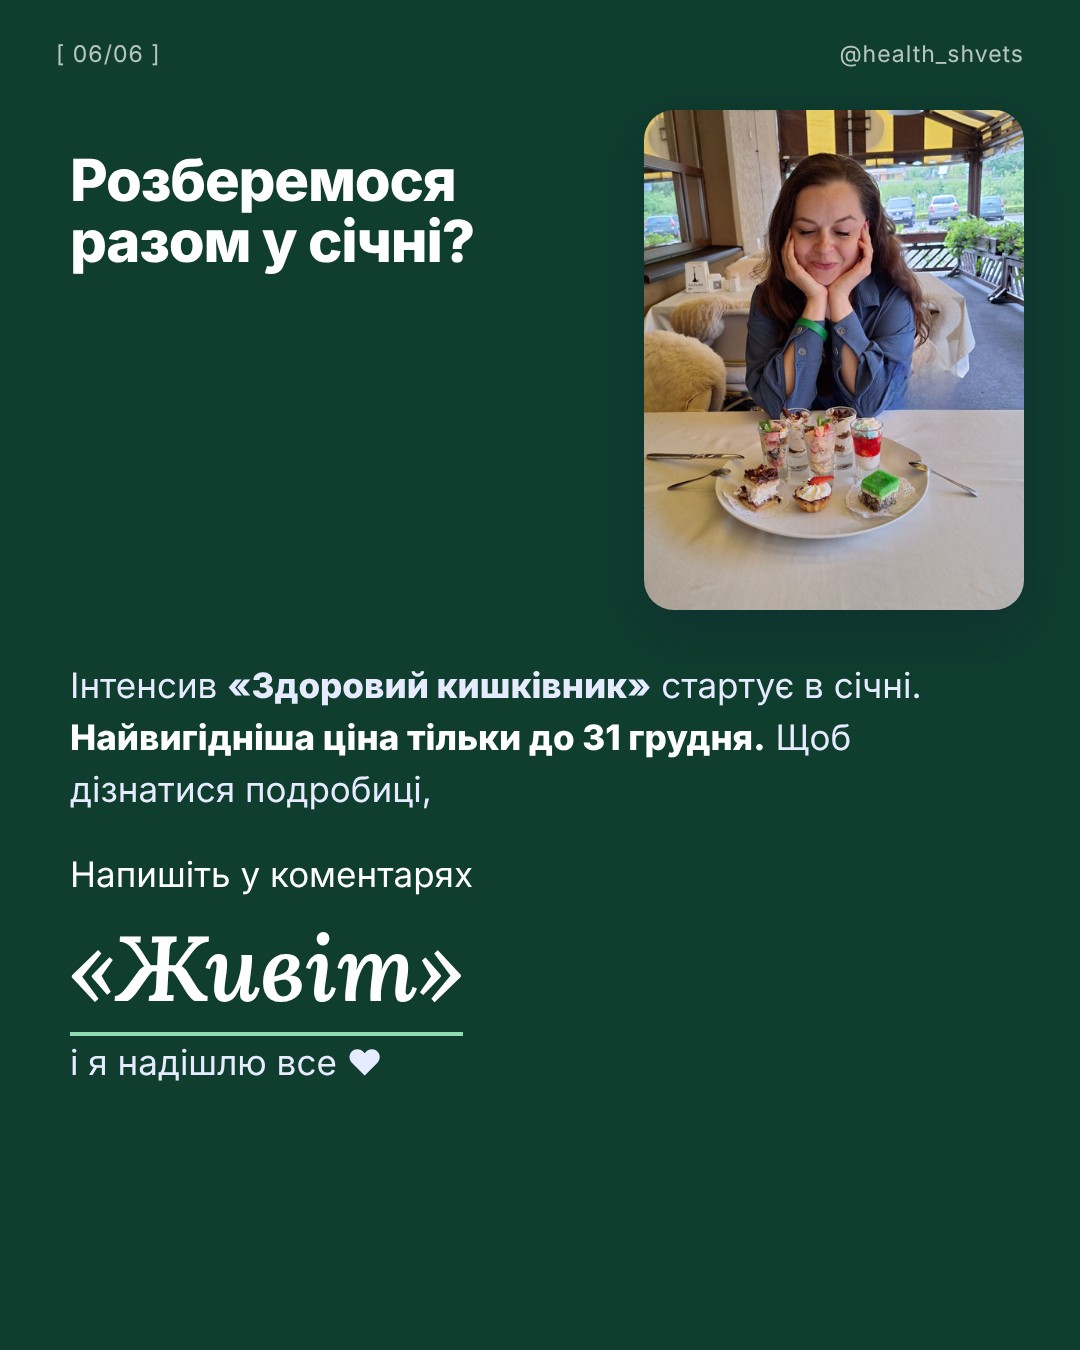 [ 06/06 ]
@health_shvets
Розберемося
разом у січні?
Інтенсив «Здоровий кишківник» стартує в січні.
Найвигідніша ціна тільки до 31 грудня. Щоб
дізнатися подробиці,
Напишіть у коментарях
«Живіт»
і я надішлю все ♥